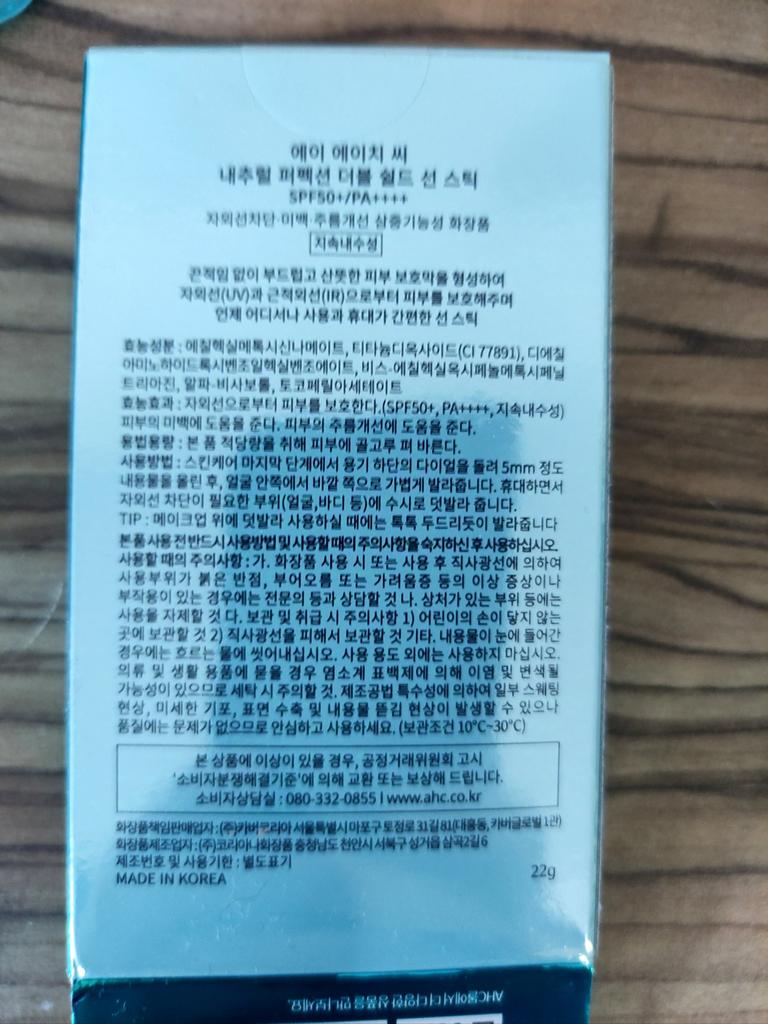 에이 에이치 씨
내추럴 퍼펙션 더블 쉴드 선 스틱
SPF50+/PA++++
자외선차단·미백·주름개선 삼중기능성 화장품
지속내수성
끈적임 없이 부드럽고 산뜻한 피부 보호막을 형성하여
자외선(UV)과 근적외선(IR)으로부터 피부를 보호해주며
언제 어디서나 사용과 휴대가 간편한 선 스틱
효능성분 : 에칠헥실메톡시신나메이트, 티타늄디옥사이드(CI 77891), 디에칠
아미노하이드록시벤조일헥실벤조에이트, 비스-에칠헥실옥시페놀메톡시페닐
트리아진, 알파-비사보롤, 토코페릴아세테이트
효능효과 : 자외선으로부터 피부를 보호한다.(SPF50+, PA++++, 지속내수성)
피부의 미백에 도움을 준다. 피부의 주름개선에 도움을 준다.
용법용량 : 본 품 적당량을 취해 피부에 골고루 펴 바른다.
사용방법 : 스킨케어 마지막 단계에서 용기 하단의 다이얼을 돌려 5mm 정도
내용물을 올린 후, 얼굴 안쪽에서 바깥 쪽으로 가볍게 발라줍니다. 휴대하면서
자외선 차단이 필요한 부위(얼굴,바디 등)에 수시로 덧발라 줍니다.
TIP : 메이크업 위에 덧발라 사용하실 때에는 톡톡 두드리듯이 발라줍니다
본 품 사용 전 반드시 사용방법 및 사용할 때의 주의사항을 숙지하신 후 사용하십시오.
사용할 때의 주의사항 : 가. 화장품 사용 시 또는 사용 후 직사광선에 의하여
사용부위가 붉은 반점, 부어오름 또는 가려움증 등의 이상 증상이나
부작용이 있는 경우에는 전문의 등과 상담할 것 나. 상처가 있는 부위 등에는
사용을 자제할 것 다. 보관 및 취급 시 주의사항 1) 어린이의 손이 닿지 않는
곳에 보관할 것 2) 직사광선을 피해서 보관할 것 기타. 내용물이 눈에 들어간
경우에는 흐르는 물에 씻어내십시오. 사용 용도 외에는 사용하지 마십시오.
의류 및 생활 용품에 묻을 경우 염소계 표백제에 의해 이염 및 변색될
가능성이 있으므로 세탁 시 주의할 것. 제조공법 특수성에 의하여 일부 스웨팅
현상, 미세한 기포, 표면 수축 및 내용물 뜯김 현상이 발생할 수 있으나
품질에는 문제가 없으므로 안심하고 사용하세요. (보관조건 10°C~30°C)
본 상품에 이상이 있을 경우, 공정거래위원회 고시
'소비자분쟁해결기준'에 의해 교환 또는 보상해 드립니다.
소비자상담실 : 080-332-0855 | www.ahc.co.kr
화장품책임판매업자 : (주)카버코리아 서울특별시 마포구 토정로 31길 81(대흥동, 카버글로벌 1관)
화장품제조업자 : (주)코리아나화장품 충청남도 천안시 서북구 성거읍 삼곡2길 6
제조번호 및 사용기한 : 별도표기
MADE IN KOREA
22g
AHC몰에서 더 다양한 상품을 만나보세요.